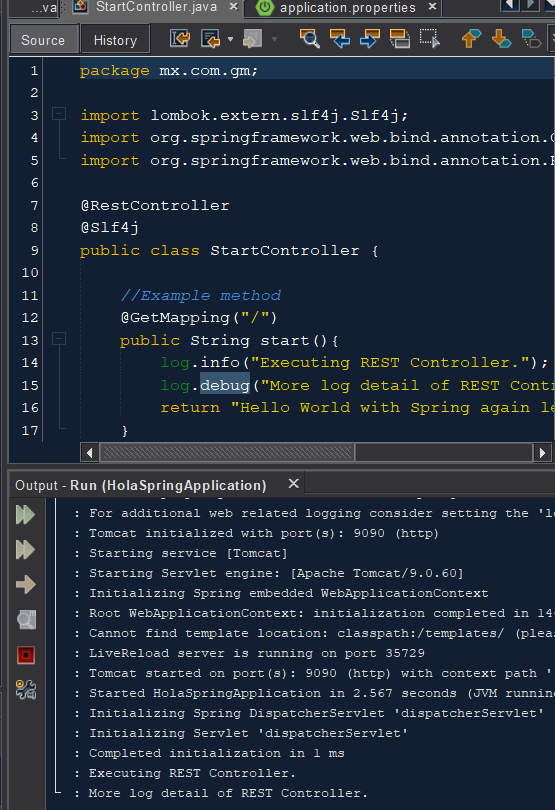 ...va StartController.java × application.properties ×
Source History
1 package mx.com.gm;
2
3 import lombok.extern.slf4j.Slf4j;
4 import org.springframework.web.bind.annotation.
5 import org.springframework.web.bind.annotation.
6
7 @RestController
8 @Slf4j
9 public class StartController {
10
11 //Example method
12 @GetMapping("/")
13 public String start(){
14 log.info("Executing REST Controller.");
15 log.debug("More log detail of REST Contr
16 return "Hello World with Spring again le
17 }
Output - Run (HolaSpringApplication) ×
: For additional web related logging consider setting the 'lo
: Tomcat initialized with port(s): 9090 (http)
: Starting service [Tomcat]
: Starting Servlet engine: [Apache Tomcat/9.0.60]
: Initializing Spring embedded WebApplicationContext
: Root WebApplicationContext: initialization completed in 14
: Cannot find template location: classpath:/templates/ (plea
: LiveReload server is running on port 35729
: Tomcat started on port(s): 9090 (http) with context path '
: Started HolaSpringApplication in 2.567 seconds (JVM runnin
: Initializing Spring DispatcherServlet 'dispatcherServlet'
: Initializing Servlet 'dispatcherServlet'
: Completed initialization in 1 ms
: Executing REST Controller.
: More log detail of REST Controller.